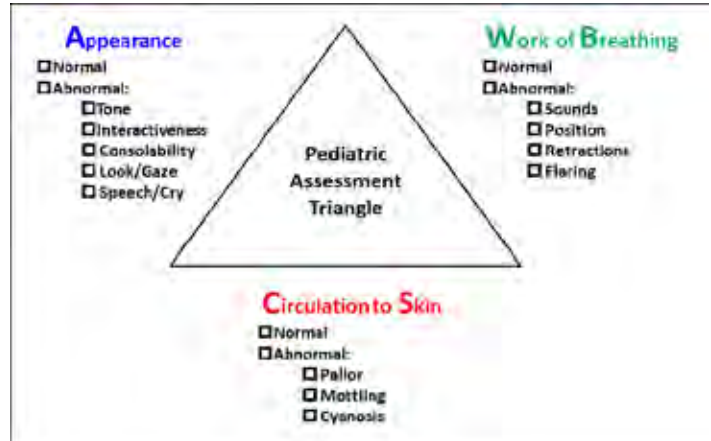 Appearance
☐Normal
☐Abnormal:
☐Tone
☐Interactiveness
☐Consolability
☐Look/Gaze
☐Speech/Cry
Work of Breathing
☐Normal
☐Abnormal:
☐Sounds
☐Position
☐Retractions
☐Flaring
Pediatric
Assessment
Triangle
Circulation to Skin
☐Normal
☐Abnormal:
☐Pallor
☐Mottling
☐Cyanosis